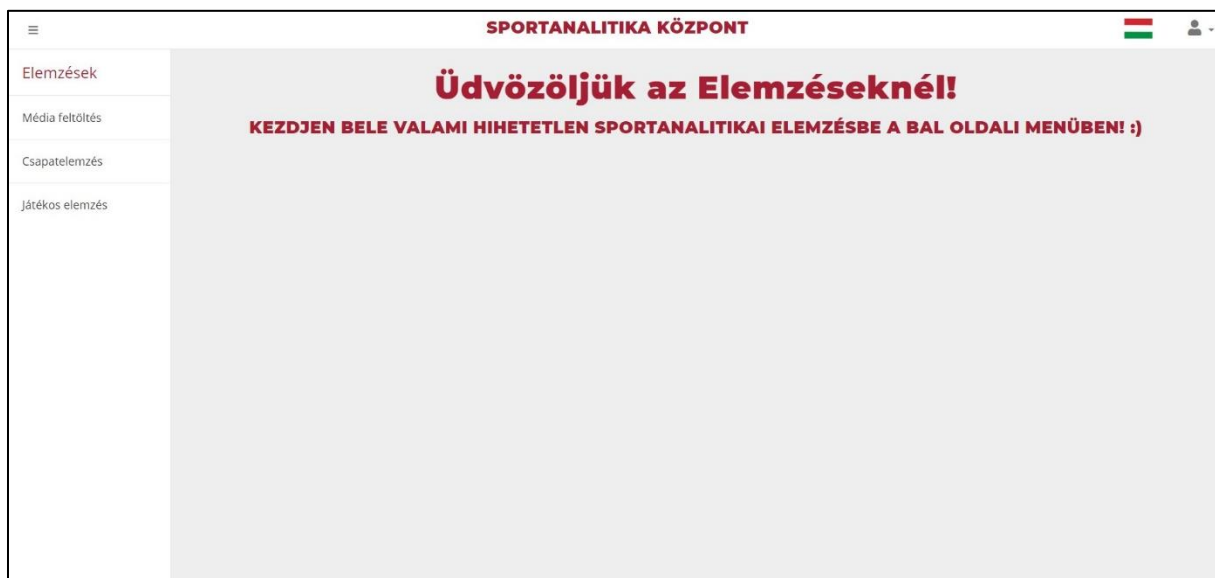 SPORTANALITIKA KÖZPONT
Elemzések
Média feltöltés
Csapatelemzés
Játékos elemzés
Üdvözöljük az Elemzéseknél!
KEZDJEN BELE VALAMI HIHETETLEN SPORTANALITIKAI ELEMZÉSBE A BAL OLDALI MENÜBEN! :)